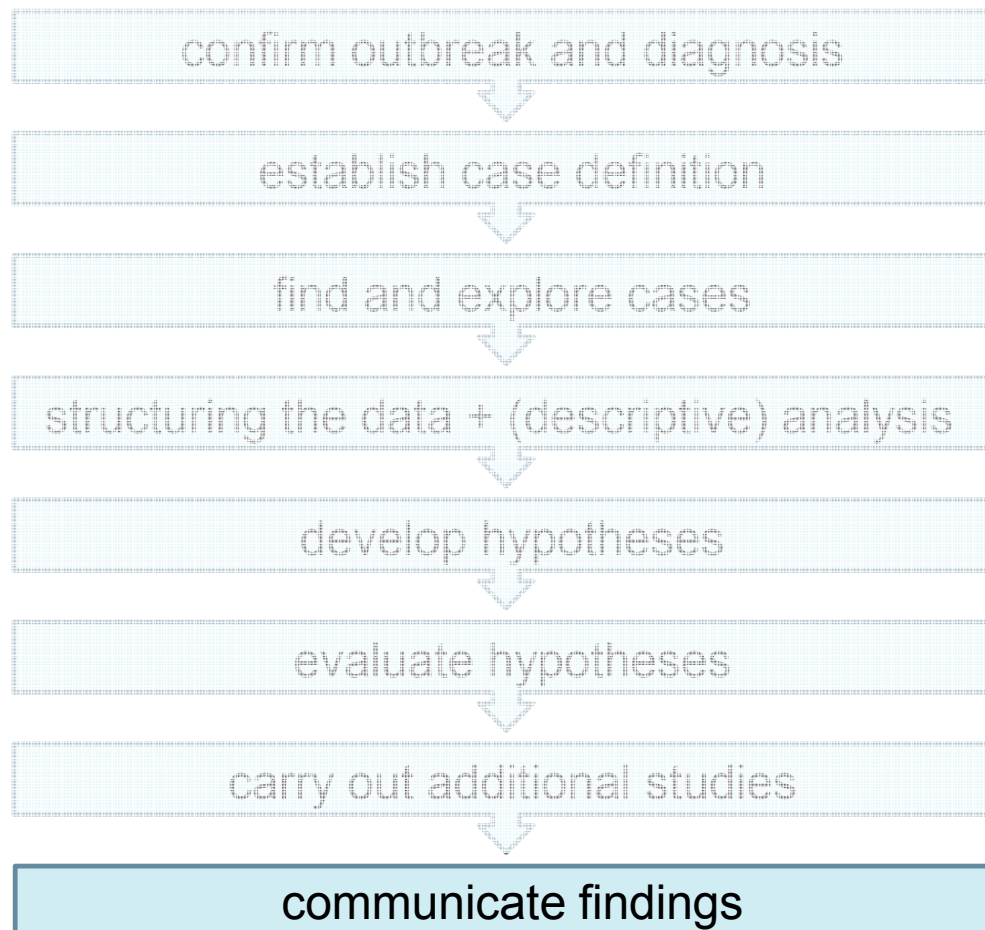 confirm outbreak and diagnosis
establish case definition
find and explore cases
structuring the data + (descriptive) analysis
develop hypotheses
evaluate hypotheses
carry out additional studies
communicate findings